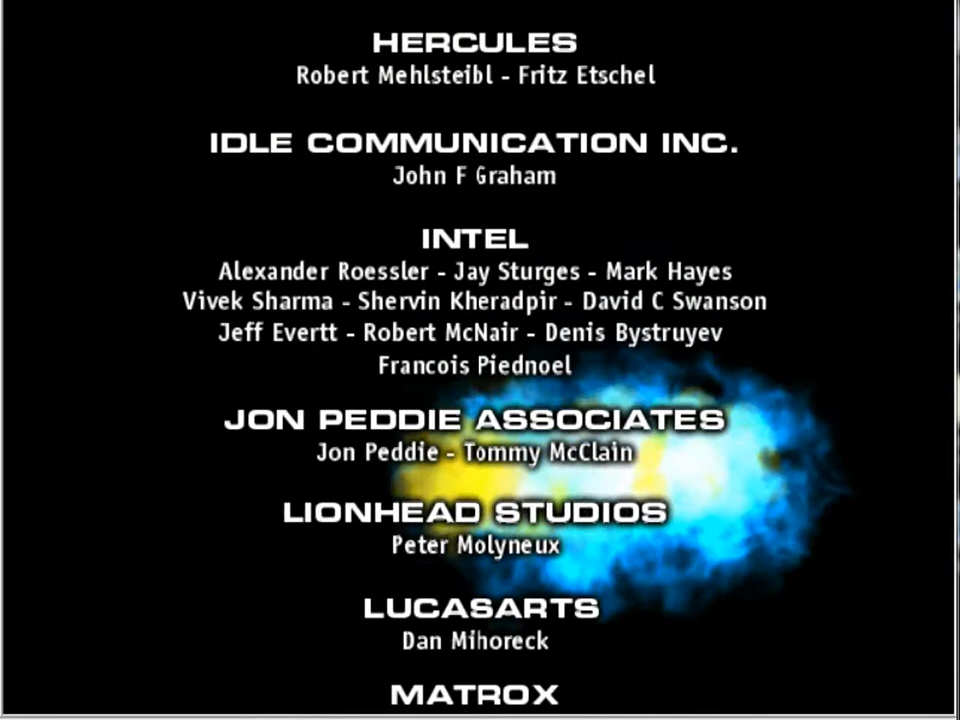 HERCULES
Robert Mehlsteibl - Fritz Etschel
IDLE COMMUNICATION INC.
John F Graham
INTEL
Alexander Roessler - Jay Sturges - Mark Hayes
Vivek Sharma - Shervin Kheradpir - David C Swanson
Jeff Evertt - Robert McNair - Denis Bystruyev
Francois Piednoel
JON PEDDIE ASSOCIATES
Jon Peddie - Tommy McClain
LIONHEAD STUDIOS
Peter Molyneux
LUCASARTS
Dan Mihoreck
MATROX